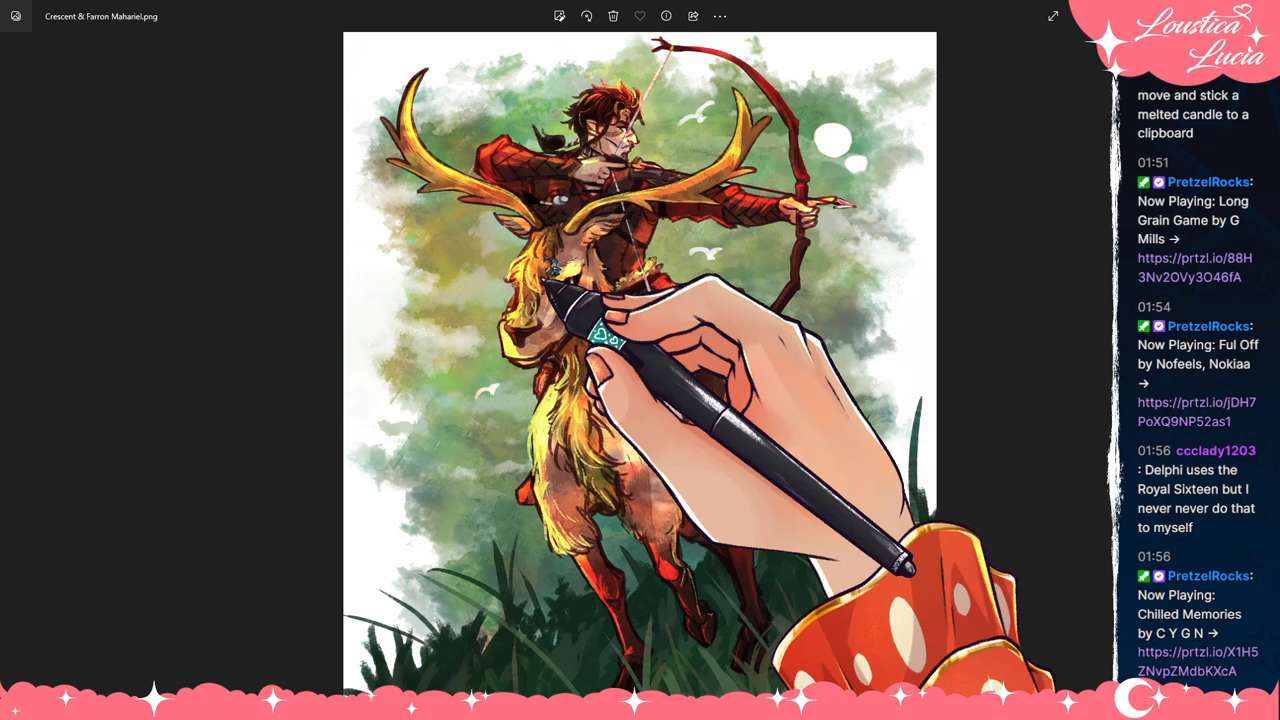 Crescent & Farron Mahariel.png
Loustica
Lucia
move and stick a
melted candle to a
clipboard
01:51
PretzelRocks:
Now Playing: Long
Grain Game by G
Mills →
https://prtzl.io/88H
3Nv2OVy3O46fA
01:54
PretzelRocks:
Now Playing: Ful Off
by Nofeels, Nokiaa
→
https://prtzl.io/jDH7
PoXQ9NP52as1
01:56 ccclady1203
: Delphi uses the
Royal Sixteen but I
never never do that
to myself
01:56
PretzelRocks:
Now Playing:
Chilled Memories
by C Y G N →
https://prtzl.io/X1H5
ZNvpZMdbKXcA